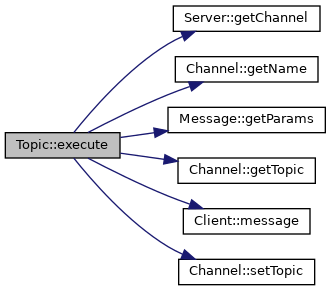 Server::getChannel
Channel::getName
Message::getParams
Topic::execute
Channel::getTopic
Client::message
Channel::setTopic